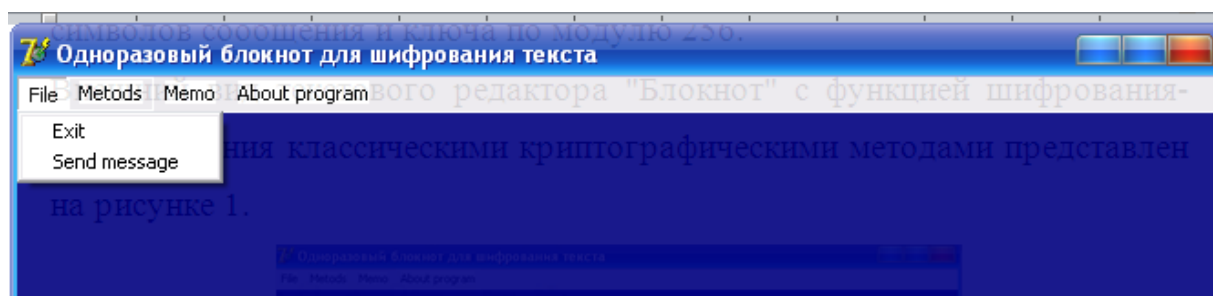 символов сообщения и ключа по модулю 256.
Одноразовый блокнот для шифрования текста
File Metods Memo About program
вого редактора "Блокнот" с функцией шифрования-
Exit
Send message
ния классическими криптографическими методами представлен
на рисунке 1.
Одноразовый блокнот для шифрования текста
File Metods Memo About program